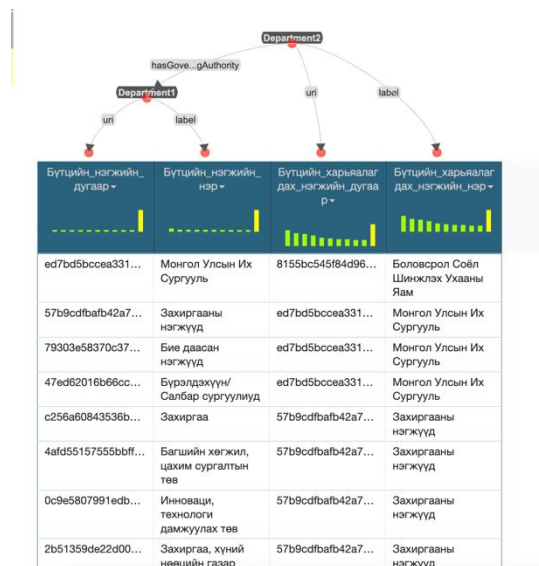 Department2
hasGove...gAuthority
Department1
uri
label
uri
label
Бүтцийн_нэгжийн_
дугаар
Бүтцийн_нэгжийн_
нэр
Бүтцийн_харьяалаг
дах_нэгжийн_дугаа
р
Бүтцийн_харьяалаг
дах_нэгжийн_нэр
ed7bd5bccea331...
Монгол Улсын Их
Сургууль
8155bc545f84d96...
Боловсрол Соёл
Шинжлэх Ухааны
Яам
57b9cdfbafb42a7...
Захиргааны
нэгжүүд
ed7bd5bccea331...
Монгол Улсын Их
Сургууль
79303e58370c37...
Бие даасан
нэгжүүд
ed7bd5bccea331...
Монгол Улсын Их
Сургууль
47ed62016b66cc...
Бүрэлдэхүүн/
Салбар сургуулиуд
ed7bd5bccea331...
Монгол Улсын Их
Сургууль
c256a60843536b...
Захиргаа
57b9cdfbafb42a7...
Захиргааны
нэгжүүд
4afd55157555bbff...
Багшийн хөгжил,
цахим сургалтын
төв
57b9cdfbafb42a7...
Захиргааны
нэгжүүд
0c9e5807991edb...
Инноваци,
технологи
дамжуулах төв
57b9cdfbafb42a7...
Захиргааны
нэгжүүд
2b51359de22d00...
Захиргаа, хүний
нөөцийн газар
57b9cdfbafb42a7...
Захиргааны
нэгжүүд